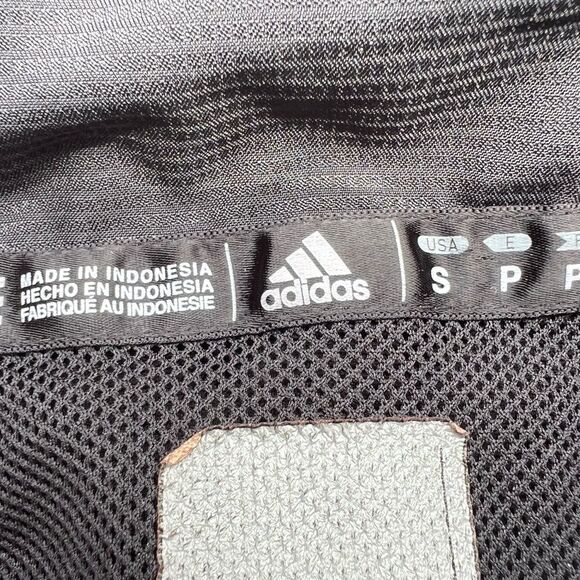 MADE IN INDONESIA
HECHO EN INDONESIA
FABRIQUÉ AU INDONESIE
adidas
USA E
S P P